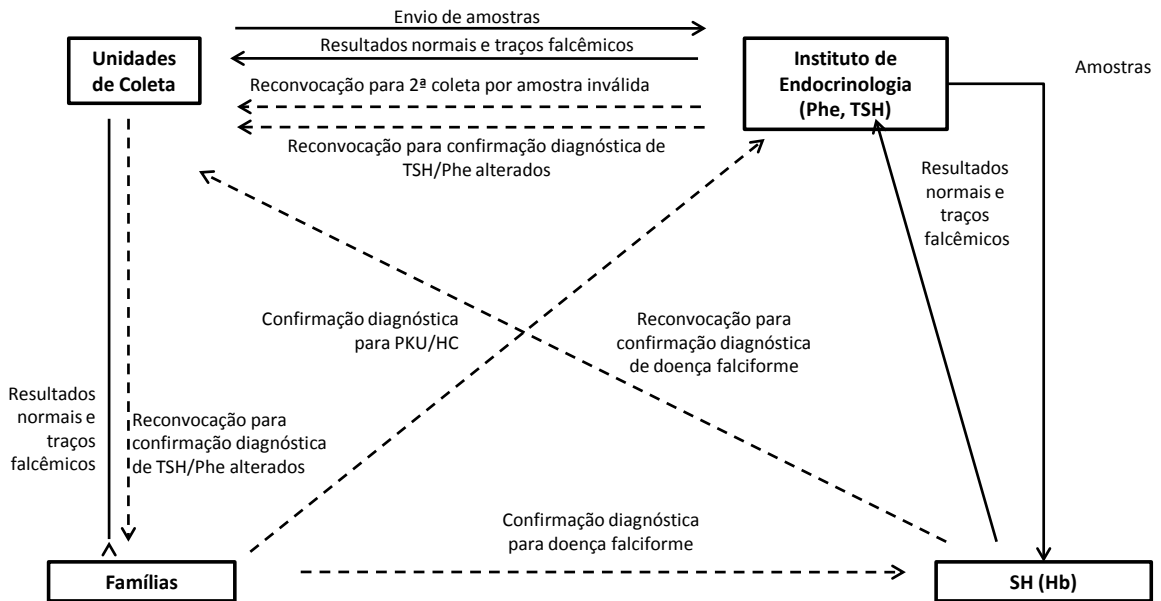 Envio de amostras
Unidades
de Coleta
Resultados normais e traços falcêmicos
Instituto de
Endocrinologia
(Phe, TSH)
Amostras
Reconvocação para 2ª coleta por amostra inválida
Reconvocação para confirmação diagnóstica de
TSH/Phe alterados
Resultados
normais e
traços
falcêmicos
Confirmação diagnóstica
para PKU/HC
Reconvocação para
confirmação diagnóstica
de doença falciforme
Resultados
normais e
traços
falcêmicos
Reconvocação para
confirmação diagnóstica
de TSH/Phe alterados
Confirmação diagnóstica
para doença falciforme
Famílias
SH (Hb)